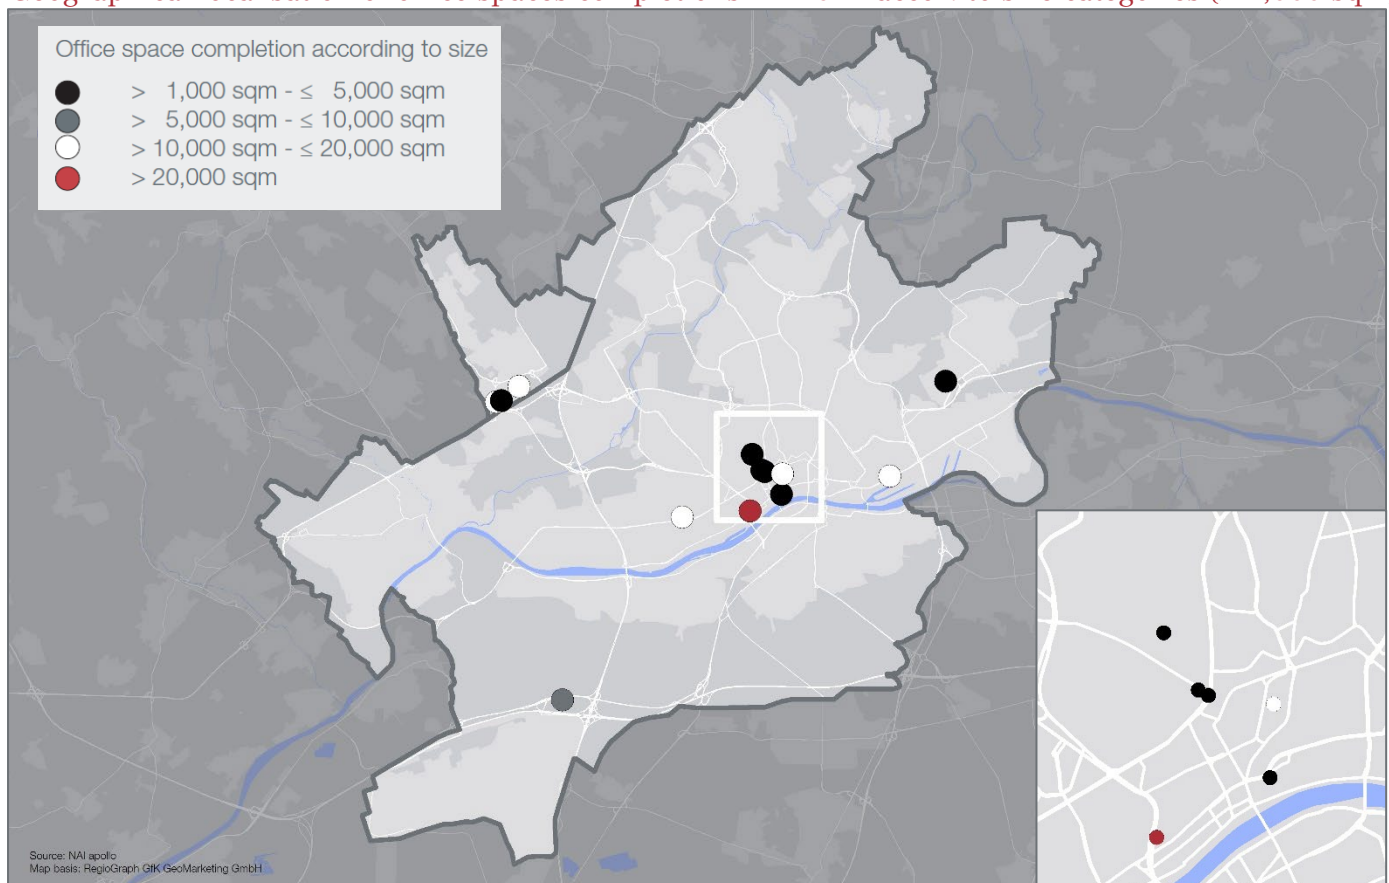 Office space completion according to size
> 1,000 sqm - ≤ 5,000 sqm
> 5,000 sqm - ≤ 10,000 sqm
> 10,000 sqm - ≤ 20,000 sqm
> 20,000 sqm
Source: NAI apollo
Map basis: RegioGraph GfK GeoMarketing GmbH